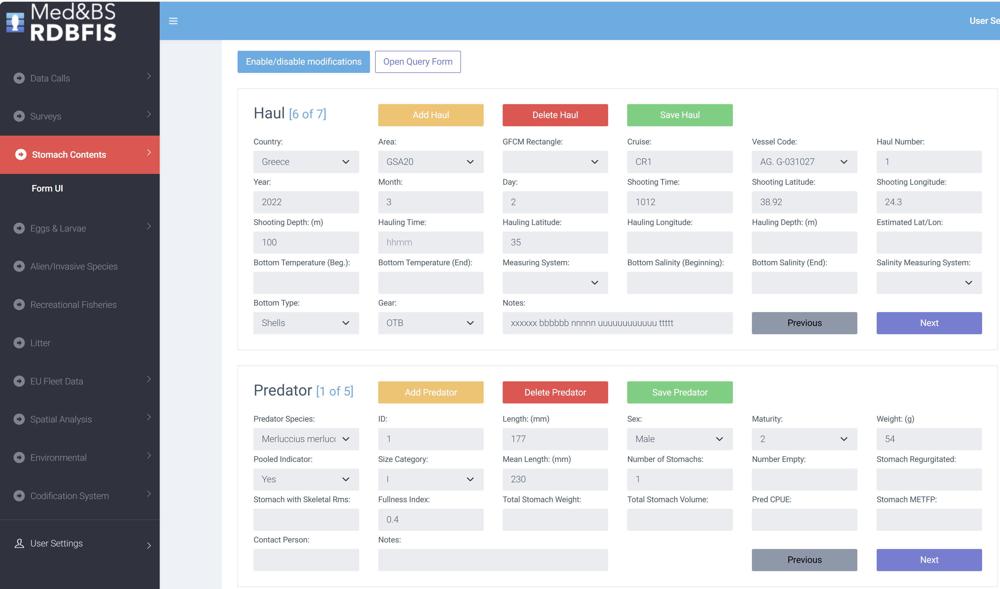 Med&BS
RDBFIS
User Se
Data Calls
Surveys
Stomach Contents
Form UI
Eggs & Larvae
Alien/Invasive Species
Recreational Fisheries
Litter
EU Fleet Data
Spatial Analysis
Environmental
Codification System
User Settings
Enable/disable modifications Open Query Form
Haul [6 of 7] Add Haul Delete Haul Save Haul
Country: Area: GFCM Rectangle: Cruise: Vessel Code: Haul Number:
Greece GSA20 CR1 AG. G-031027 1
Year: Month: Day: Shooting Time: Shooting Latitude: Shooting Longitude:
2022 3 2 1012 38.92 24.3
Shooting Depth: (m) Hauling Time: Hauling Latitude: Hauling Longitude: Hauling Depth: (m) Estimated Lat/Lon:
100 hhmm 35
Bottom Temperature (Beg.): Bottom Temperature (End): Measuring System: Bottom Salinity (Beginning): Bottom Salinity (End): Salinity Measuring System:
Bottom Type: Gear: Notes:
Shells OTB xxxxxx bbbbbb nnnnn uuuuuuuuuuuu ttttt Previous Next
Predator [1 of 5] Add Predator Delete Predator Save Predator
Predator Species: ID: Length: (mm) Sex: Maturity: Weight: (g)
Merluccius merlucc 1 177 Male 2 54
Pooled Indicator: Size Category: Mean Length: (mm) Number of Stomachs: Number Empty: Stomach Regurgitated:
Yes I 230 1
Stomach with Skeletal Rms: Fullness Index: Total Stomach Weight: Total Stomach Volume: Pred CPUE: Stomach METFP:
0.4
Contact Person: Notes:
Previous Next